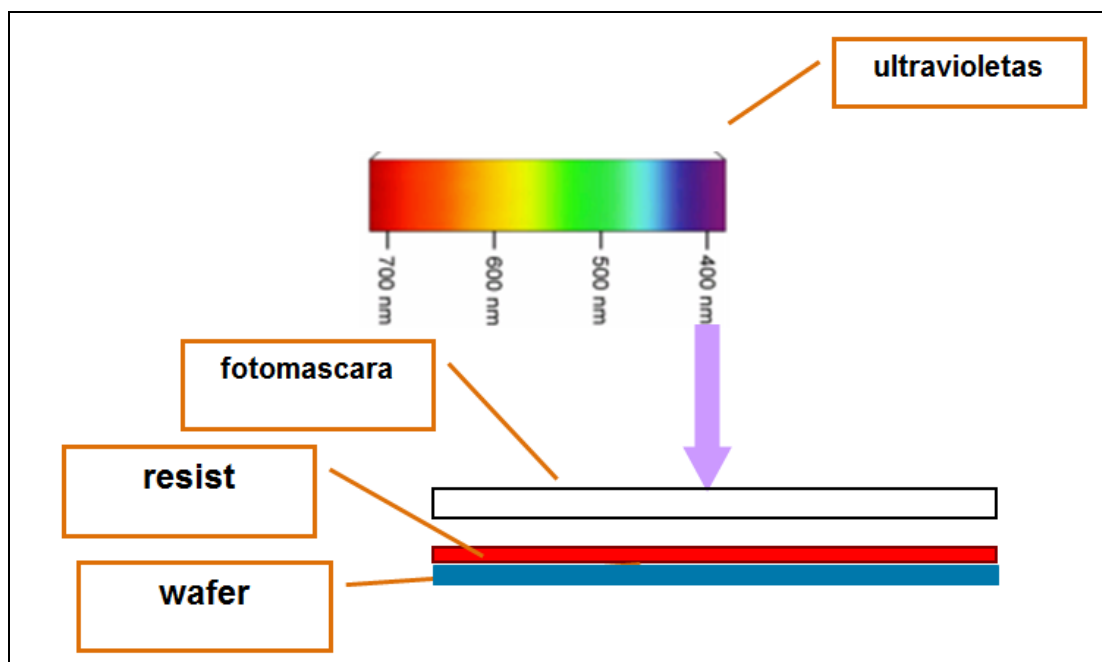 ultravioletas
700 nm
600 nm
500 nm
400 nm
fotomascara
resist
wafer